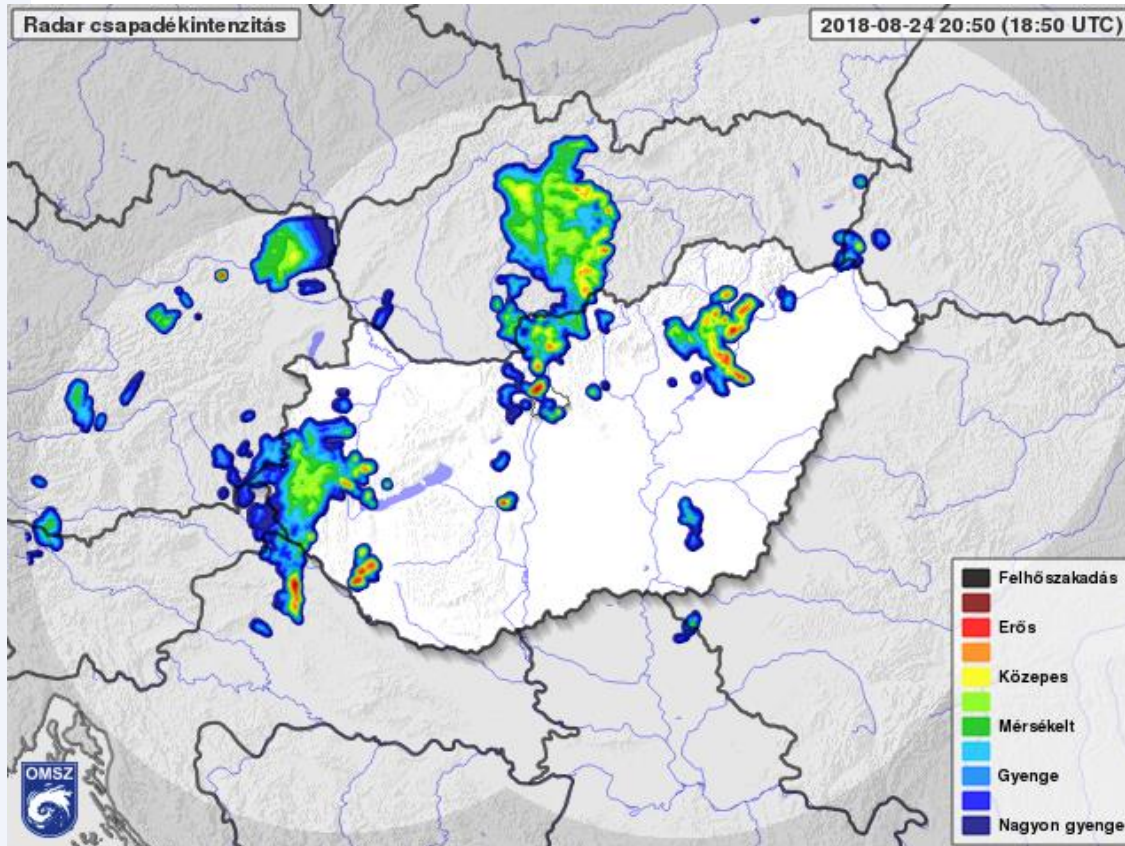 Radar csapadékintenzitás
2018-08-24 20:50 (18:50 UTC)
Felhőszakadás
Erős
Közepes
Mérsékelt
Gyenge
Nagyon gyenge
OMSZ